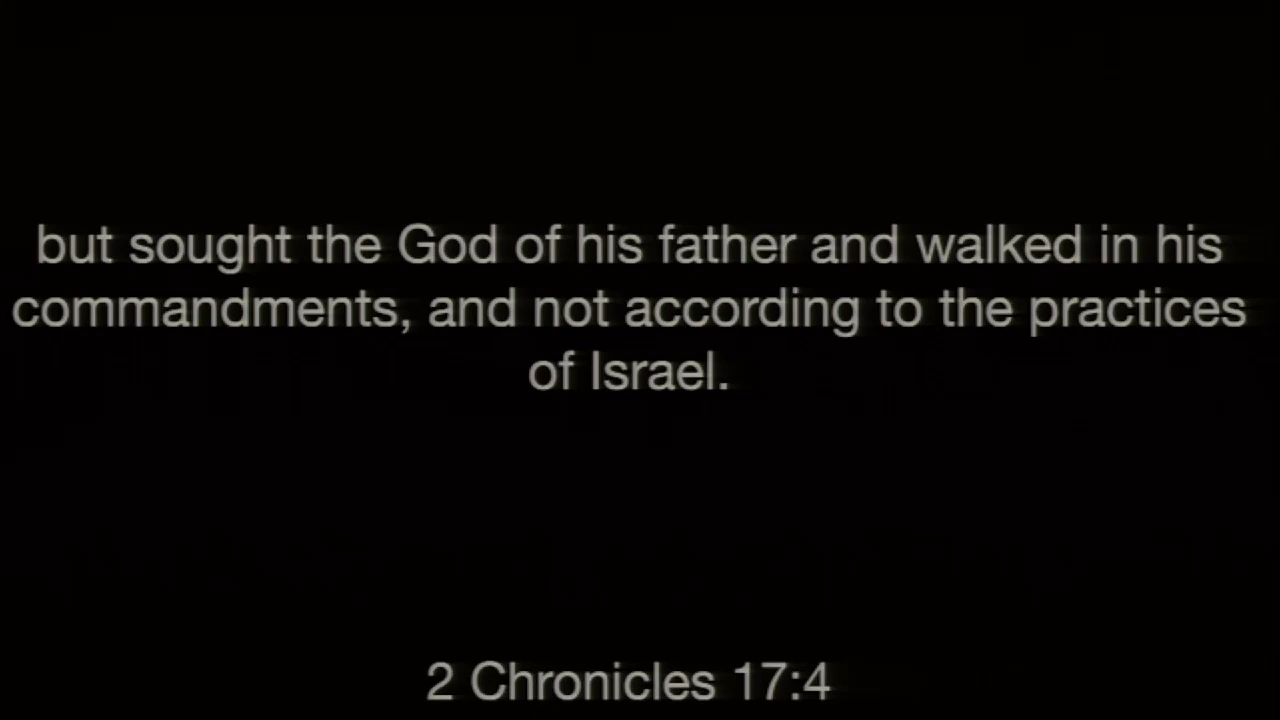 but sought the God of his father and walked in his
commandments, and not according to the practices
of Israel.
2 Chronicles 17:4